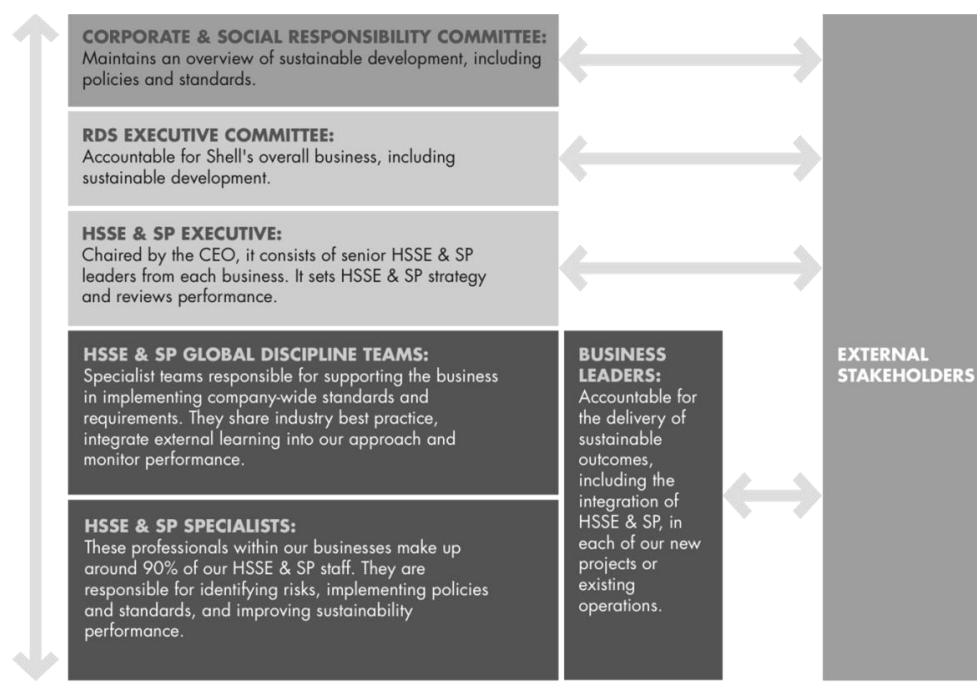 CORPORATE & SOCIAL RESPONSIBILITY COMMITTEE:
Maintains an overview of sustainable development, including
policies and standards.
RDS EXECUTIVE COMMITTEE:
Accountable for Shell's overall business, including
sustainable development.
HSSE & SP EXECUTIVE:
Chaired by the CEO, it consists of senior HSSE & SP
leaders from each business. It sets HSSE & SP strategy
and reviews performance.
HSSE & SP GLOBAL DISCIPLINE TEAMS:
Specialist teams responsible for supporting the business
in implementing company-wide standards and
requirements. They share industry best practice,
integrate external learning into our approach and
monitor performance.
HSSE & SP SPECIALISTS:
These professionals within our businesses make up
around 90% of our HSSE & SP staff. They are
responsible for identifying risks, implementing policies
and standards, and improving sustainability
performance.
BUSINESS
LEADERS:
Accountable for
the delivery of
sustainable
outcomes,
including the
integration of
HSSE & SP, in
each of our new
projects or
existing
operations.
EXTERNAL
STAKEHOLDERS